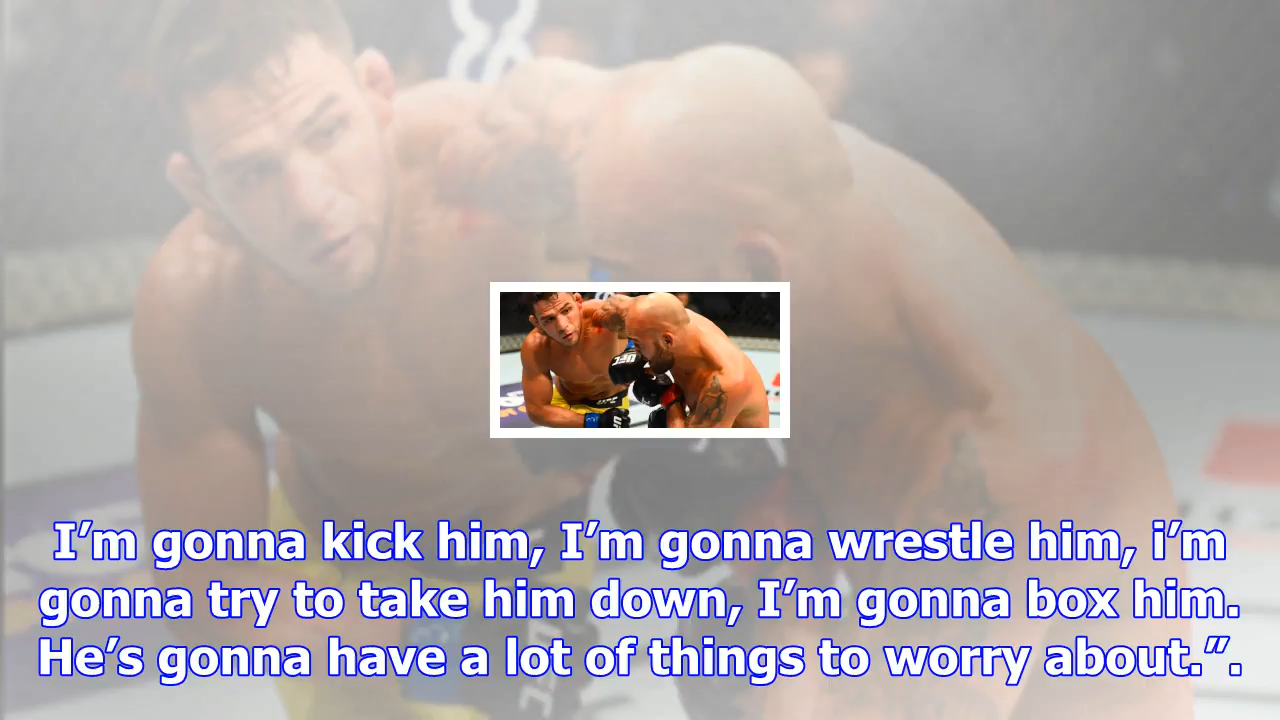 I’m gonna kick him, I’m gonna wrestle him, i’m
gonna try to take him down, I’m gonna box him.
He’s gonna have a lot of things to worry about.”.
UFC